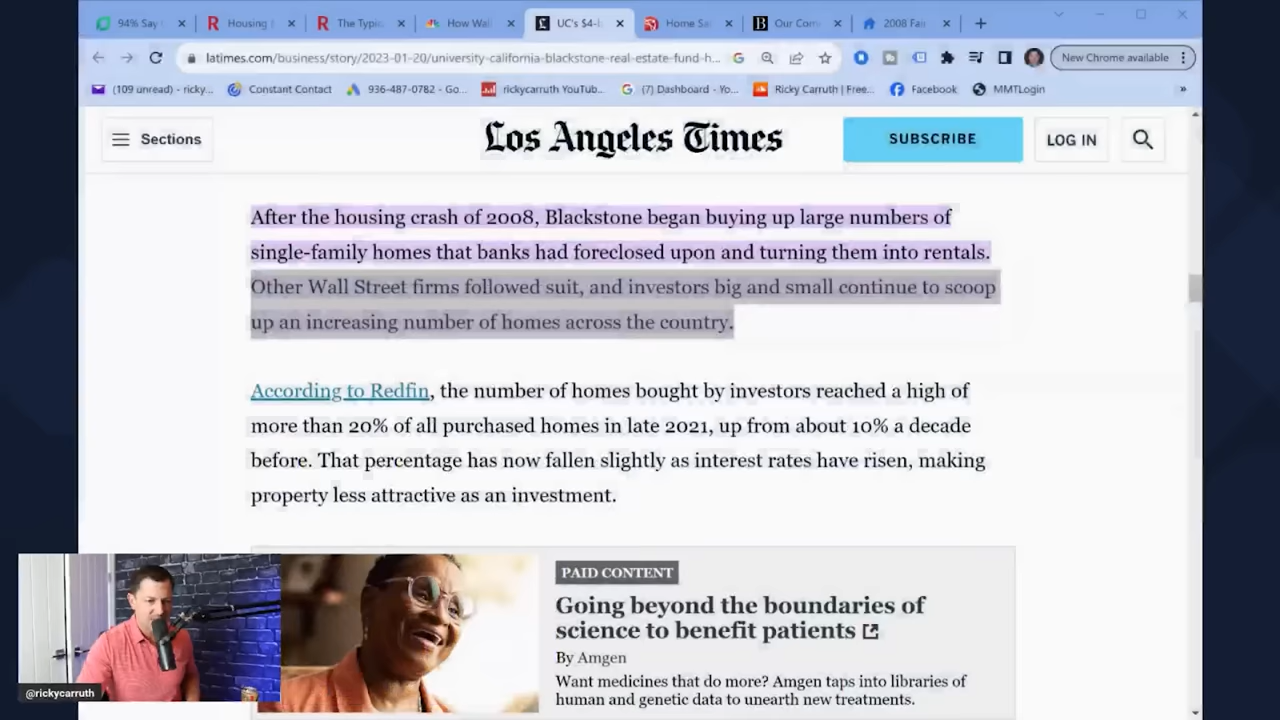 94% Say
Housing
The Typic
How Wall
UC's $4-b
Home Sa
Our Com
2008 Fan
latimes.com/business/story/2023-01-20/university-california-blackstone-real-estate-fund-h...
New Chrome available
(109 unread) - ricky...
Constant Contact
936-487-0782 - Go...
rickycarruth YouTub...
(7) Dashboard - Yo...
Ricky Carruth | Free...
Facebook
MMTLogin
»
Sections
Los Angeles Times
SUBSCRIBE
LOG IN
After the housing crash of 2008, Blackstone began buying up large numbers of
single-family homes that banks had foreclosed upon and turning them into rentals.
Other Wall Street firms followed suit, and investors big and small continue to scoop
up an increasing number of homes across the country.
According to Redfin, the number of homes bought by investors reached a high of
more than 20% of all purchased homes in late 2021, up from about 10% a decade
before. That percentage has now fallen slightly as interest rates have risen, making
property less attractive as an investment.
PAID CONTENT
Going beyond the boundaries of
science to benefit patients
By Amgen
Want medicines that do more? Amgen taps into libraries of
human and genetic data to unearth new treatments.
@rickycarruth